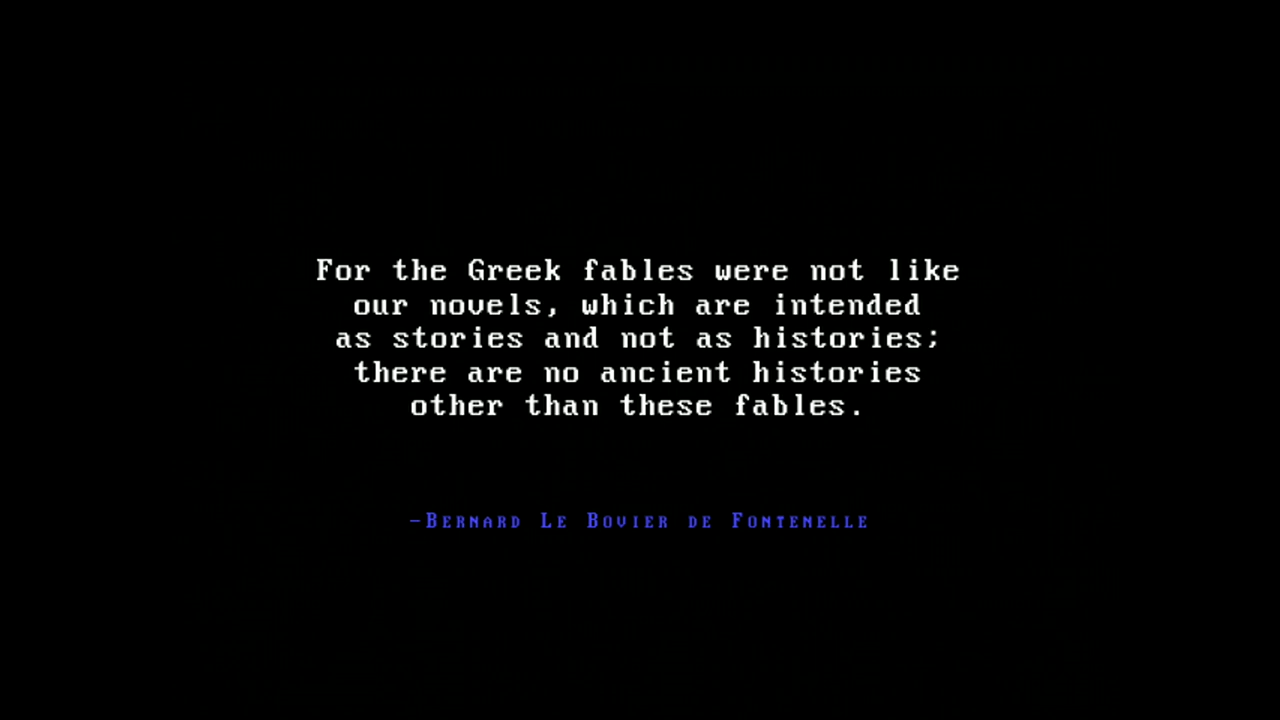 For the Greek fables were not like
our novels, which are intended
as stories and not as histories;
there are no ancient histories
other than these fables.
-Bernard Le Bovier de Fontenelle